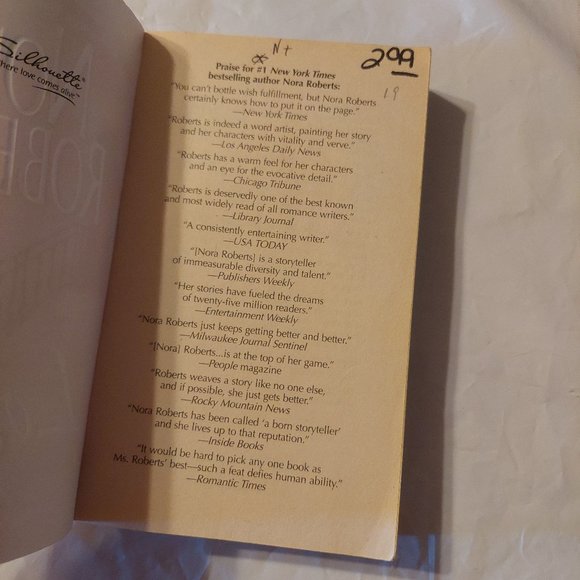 Silhouette®
here love comes alive™
N+
299
19
Praise for #1 New York Times
bestselling author Nora Roberts:
“You can’t bottle wish fulfillment, but Nora Roberts
certainly knows how to put it on the page.”
—New York Times
“Roberts is indeed a word artist, painting her story
and her characters with vitality and verve.”
—Los Angeles Daily News
“Roberts has a warm feel for her characters
and an eye for the evocative detail.”
—Chicago Tribune
“Roberts is deservedly one of the best known
and most widely read of all romance writers.”
—Library Journal
“A consistently entertaining writer.”
—USA TODAY
“[Nora Roberts] is a storyteller
of immeasurable diversity and talent.”
—Publishers Weekly
“Her stories have fueled the dreams
of twenty-five million readers.”
—Entertainment Weekly
“Nora Roberts just keeps getting better and better.”
—Milwaukee Journal Sentinel
“[Nora] Roberts...is at the top of her game.”
—People magazine
“Roberts weaves a story like no one else,
and if possible, she just gets better.”
—Rocky Mountain News
“Nora Roberts has been called ‘a born storyteller’
and she lives up to that reputation.”
—Inside Books
“It would be hard to pick any one book as
Ms. Roberts’ best—such a feat defies human ability.”
—Romantic Times